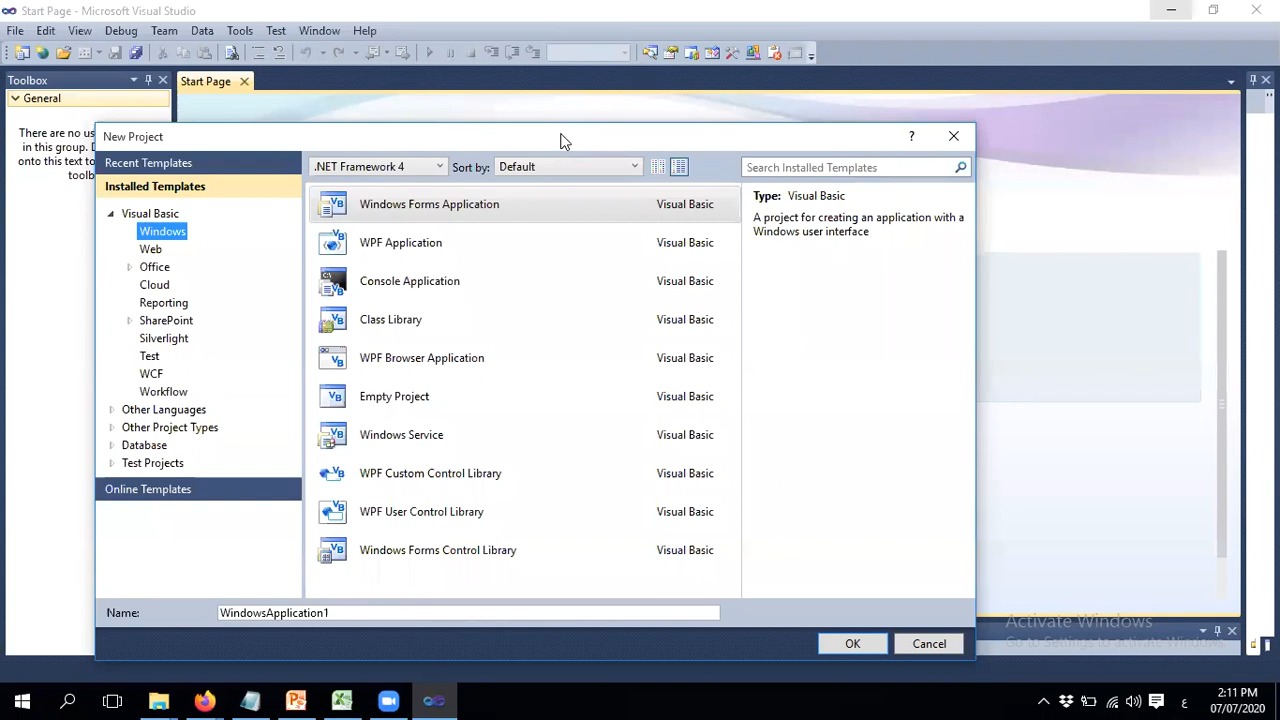 Start Page - Microsoft Visual Studio
File Edit View Debug Team Data Tools Test Window Help
Toolbox
Start Page
General
There are no us
in this group. D
onto this text to
toolb
New Project
Recent Templates
.NET Framework 4
Sort by: Default
Search Installed Templates
Installed Templates
Visual Basic
Windows
Web
Office
Cloud
Reporting
SharePoint
Silverlight
Test
WCF
Workflow
Other Languages
Other Project Types
Database
Test Projects
Online Templates
Windows Forms Application Visual Basic
WPF Application Visual Basic
Console Application Visual Basic
Class Library Visual Basic
WPF Browser Application Visual Basic
Empty Project Visual Basic
Windows Service Visual Basic
WPF Custom Control Library Visual Basic
WPF User Control Library Visual Basic
Windows Forms Control Library Visual Basic
Type: Visual Basic
A project for creating an application with a
Windows user interface
Name: WindowsApplication1
OK Cancel
Activate Windows
Go to Settings to activate Windows.
ع
2:11 PM
07/07/2020